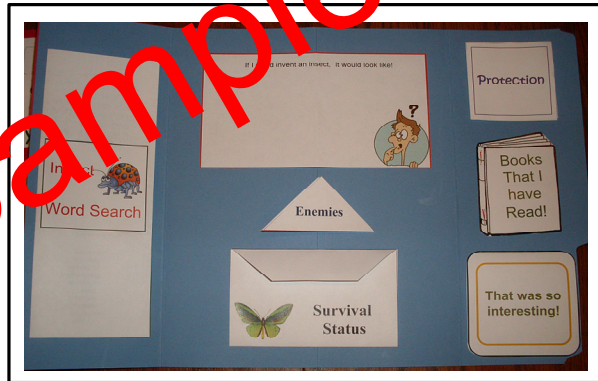 Sample
If I could invent an insect, it would look like!
?
Protection
Insect
Word Search
Books
That I
have
Read!
Enemies
Survival
Status
That was so
interesting!